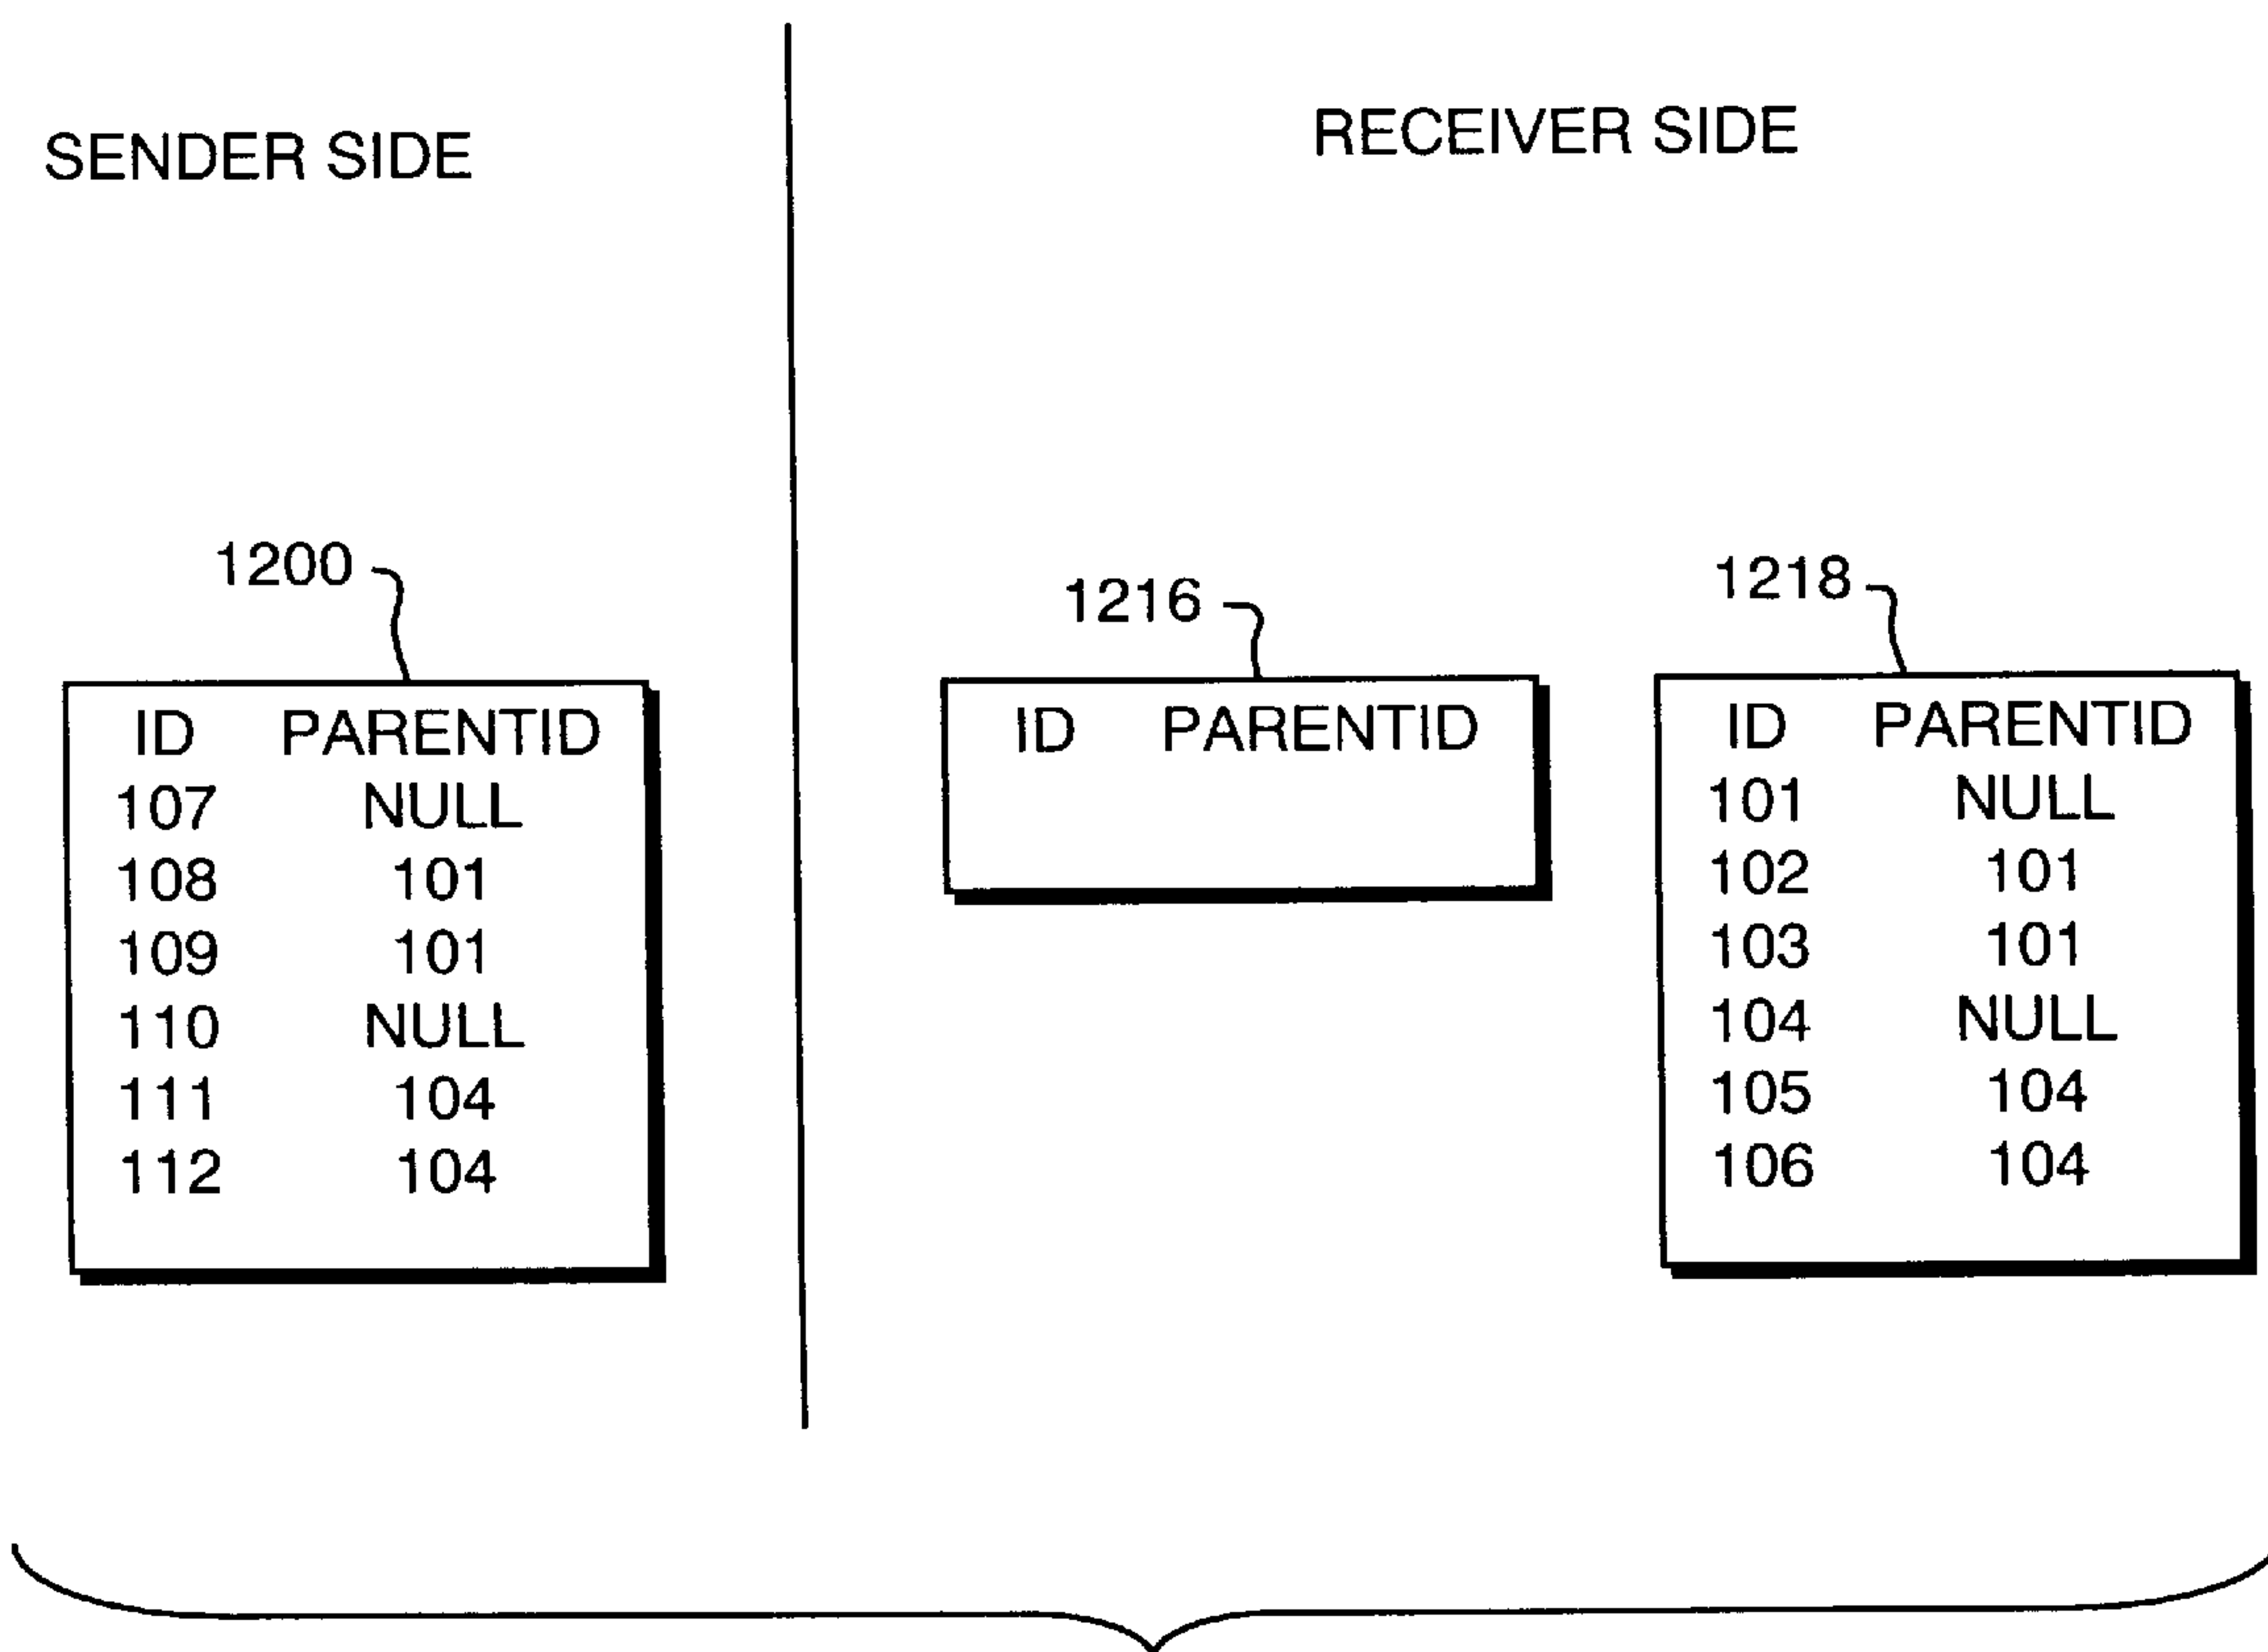 SENDER SIDE
RECEIVER SIDE
1200
ID PARENTID
107 NULL
108 101
109 101
110 NULL
111 104
112 104
1216
ID PARENTID
1218
ID PARENTID
101 NULL
102 101
103 101
104 NULL
105 104
106 104